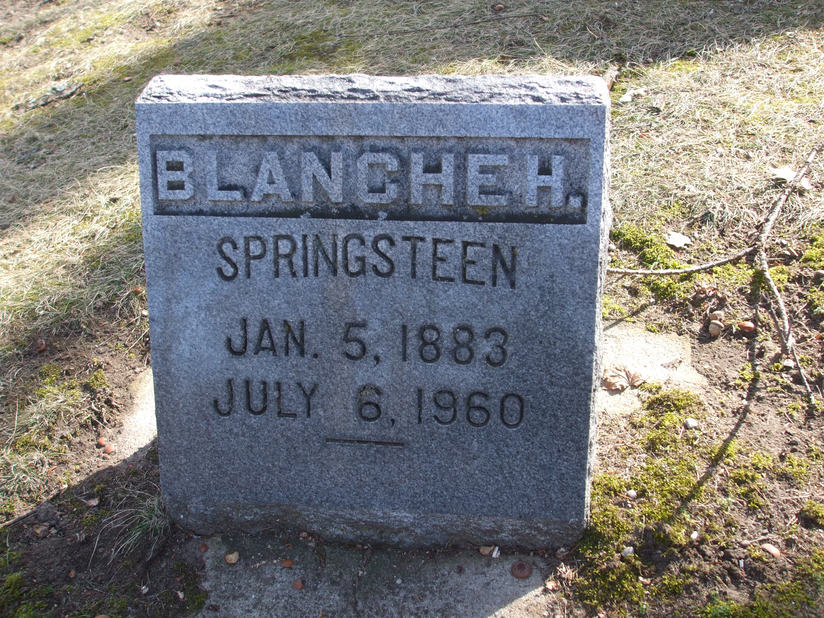 BLANCHE H.
SPRINGSTEEN
JAN. 5, 1883
JULY 6, 1960